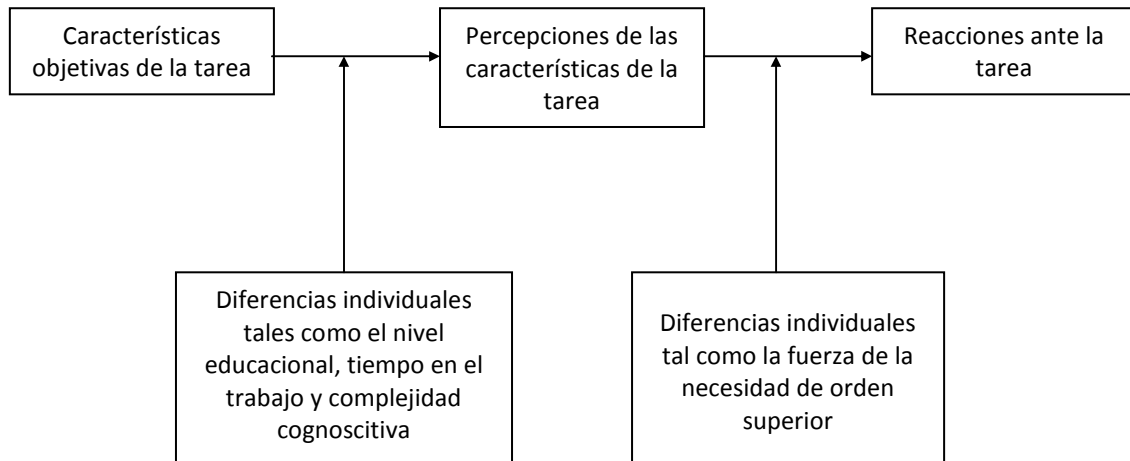 Características
objetivas de la tarea
Percepciones de las
características de la
tarea
Reacciones ante la
tarea
Diferencias individuales
tales como el nivel
educacional, tiempo en el
trabajo y complejidad
cognoscitiva
Diferencias individuales
tal como la fuerza de la
necesidad de orden
superior